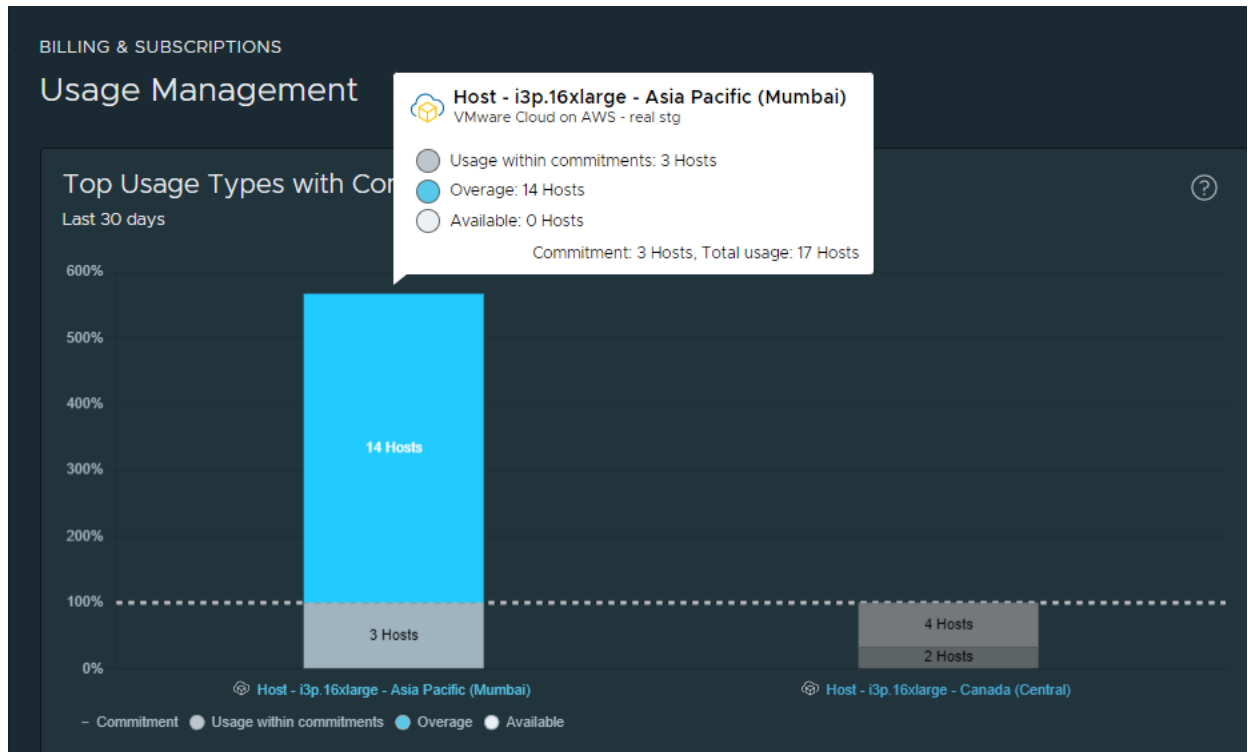 BILLING & SUBSCRIPTIONS
Usage Management
Host - i3p.16xlarge - Asia Pacific (Mumbai)
VMware Cloud on AWS - real stg
Usage within commitments: 3 Hosts
Overage: 14 Hosts
Available: 0 Hosts
Commitment: 3 Hosts, Total usage: 17 Hosts
Top Usage Types with Co
Last 30 days
?
600%
500%
400%
300%
200%
100%
0%
14 Hosts
3 Hosts
4 Hosts
2 Hosts
Host - i3p.16xlarge - Asia Pacific (Mumbai)
Host - i3p.16xlarge - Canada (Central)
– Commitment Usage within commitments Overage Available